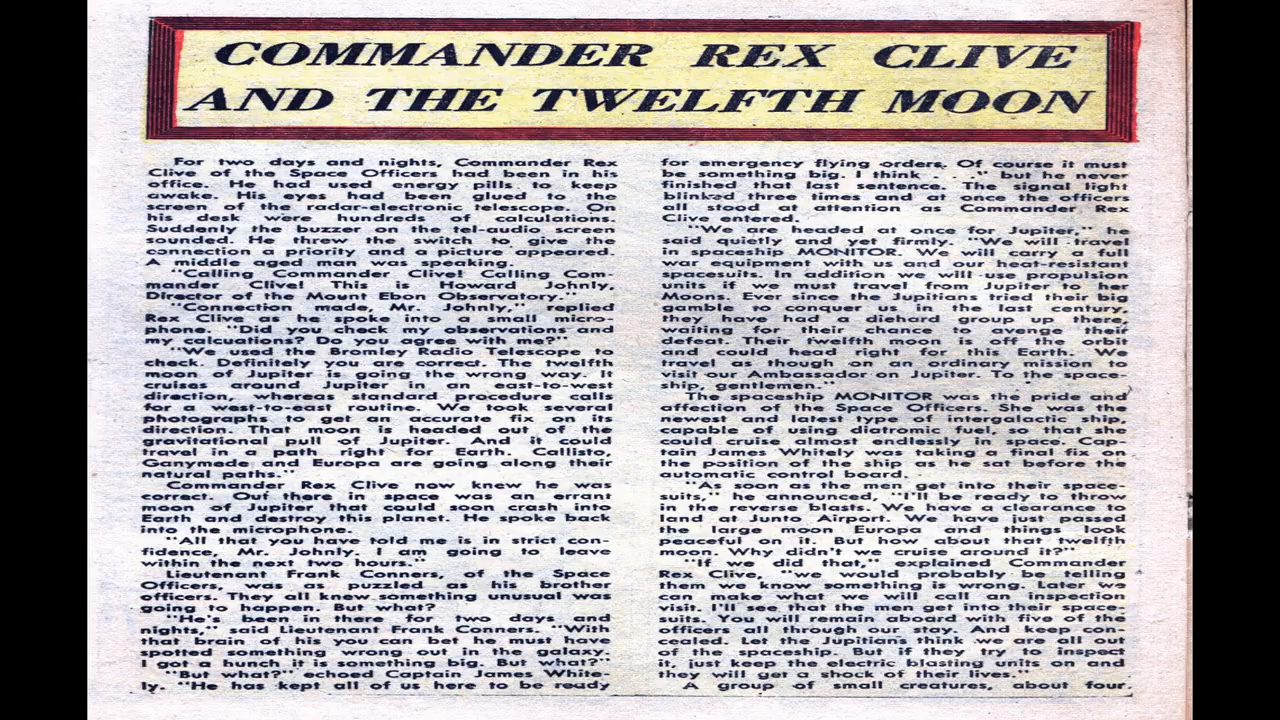 COMMANDER REX CLIVE
AND THE TWELFTH MOON
For two days and nights, Commander Rex
Clive of the Space Officers had been in his
office. He had used energy pills to keep
awake. His eyes had been glued to the
screen of the radar-electronic telescope. On
his desk were hundreds of calculations.
Suddenly the buzzer on the tel-audio screen
sounded. He threw the switch to give the
connection a priority and a picture appeared.
A middle aged man was speaking.
"Calling Commander Clive! Calling Com-
mander Clive! This is Howard Johnly,
Director of the Mount Ebon Observatory."
"Connection made, Mr. Johnly," replied
Rex Clive as he spoke into a small micro-
phone. "Did you check my observations and
my calcuations? Do you agree with me?"
"We used the Bromley Radio Telescope to
check. Definitely you are correct. The twelfth
moon of Jupiter is going the wrong way. It
cruises around Jupiter in an east-to-west
direction, whereas standard procedure calls
for a west-to-east routine. We took several
photographs to get an accurate fix on its
direction. That moon is headed out of the
gravitational pull of Jupiter. And it could
travel in a path right for Earth. Callisto,
Ganymede and Europa are going along their
natural paths."
Commander Rex Clive now knew he was
correct. Out there in space was an errant
moon of Jupiter that could soon crash into
Earth and destroy this planet. He spoke back
into the microphone.
"All that you have told me is in strict con-
fidence, Mr. Johnly. I am going to leave
within the next two hours."
Lieutenant Frank Conners, of the Space
Officers, was as puzzled as his brother
officers. They all knew something unusual was
going to happen. But what?
"He's been in there for two days and
nights," said Lieutenant Frank Conners. "With
that brain of his you can bet he must have
spotted something wrong out in the galaxy.
I got a hunch it is something big. But what?"
"But what?" echoed Captain James White-
ly. "He has kept all of us here to be ready
for emergency flying orders. Of course it must
be something big. I think . . ." but he never
finished that last sentence. The signal light
blinked three times and at once the officers
all stood at attention as Commander Rex
Clive entered.
"We are headed at once for Jupiter," he
said quietly and yet firmly. "We will travel
in spaceship MONITOR. We will carry a full
war equipment with us and our heat-resistant
spacesuits. In addition we will use propulsion
units if we must travel from Jupiter to her
Moons. Ever since the Jupitians tried their big
gamble to conquer us in the last century,
they have had a diehard group up there,
waiting for their chance to avenge their
defeat. Their twelfth moon is off the orbit
and could head right for this Earth. We
travel as though on an ordinary mission to
visit our Ambassador on Jupiter. To the space-
ship, gentlemen."
The spaceship MONITOR was the pride and
affection of the Space Officers. She was the
newest and latest type of intergalactic ship,
capable of using diatromic fuel, so that she
could cruise almost endlessly in space. Cap-
tain James Whitely was taking a final fix on
the position of the ship as he sat before the
automatic control board.
"As soon as the men get into their space-
suits," he announced, "I'll be ready to throw
in the reverse blasts. We have a clearance to
land at Junto Airport. We have just passed
the large moon Europa and things look
peaceful on it. But how about that twelfth
moon. Why didn't we cruise around it?"
"If we did that," explained Commander
Rex Clive, "we would probably be telling
them we know something is wrong. Later we
can make what we will call an inspection
visit. I'll see that the men get into their space-
suits. You will remain aboard with five of the
officers all through our stay. And keep con-
cealed. Let the Jupitians think we are all out
of the spaceship. But if they try to inspect
it, just keep the electric blasting units on and
they will get a shock of their lives."
A group of small creatures, about four